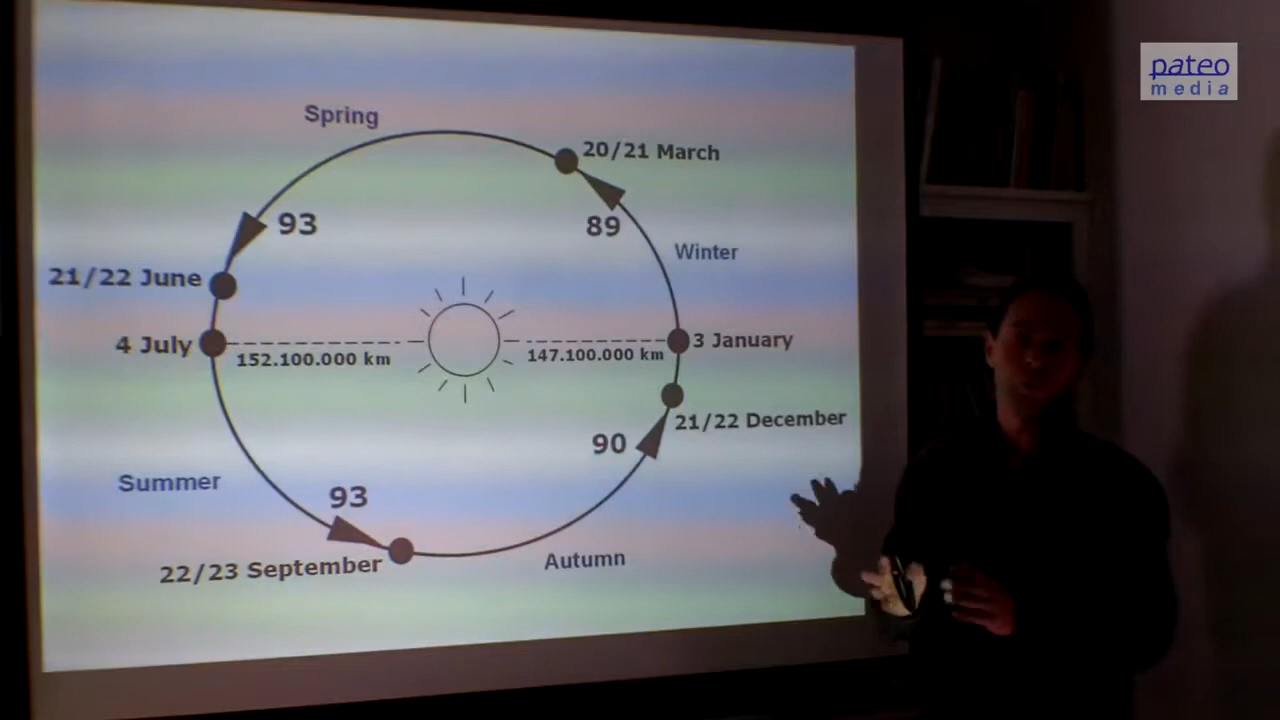 pateo
media
Spring
20/21 March
93
89
Winter
21/22 June
4 July
152.100.000 km
147.100.000 km
3 January
21/22 December
90
Summer
93
22/23 September
Autumn